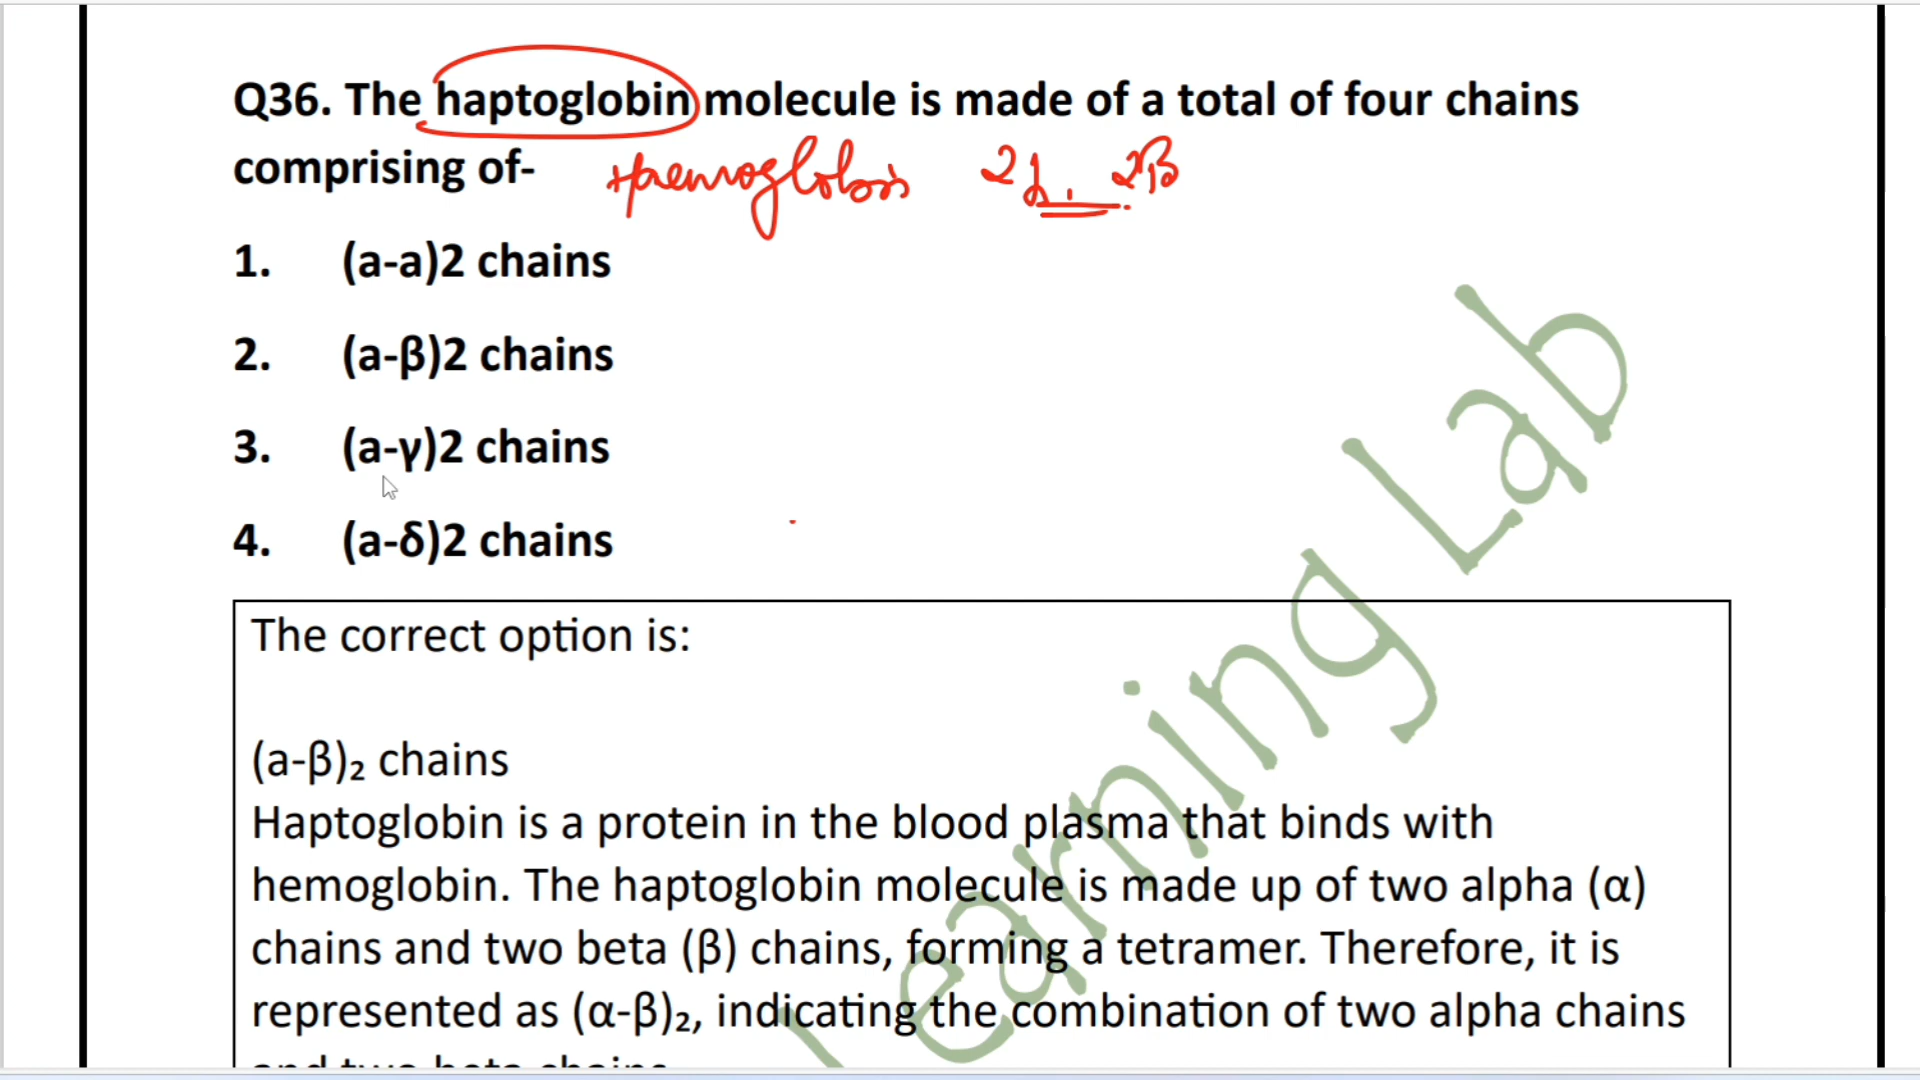 Q36. The haptoglobin molecule is made of a total of four chains
comprising of-
Haemoglobin 2α 2β
1. (a-a)2 chains
2. (a-β)2 chains
3. (a-γ)2 chains
4. (a-δ)2 chains
The correct option is:
(a-β)₂ chains
Haptoglobin is a protein in the blood plasma that binds with
hemoglobin. The haptoglobin molecule is made up of two alpha (α)
chains and two beta (β) chains, forming a tetramer. Therefore, it is
represented as (α-β)₂, indicating the combination of two alpha chains
and two beta chains
Learning Lab